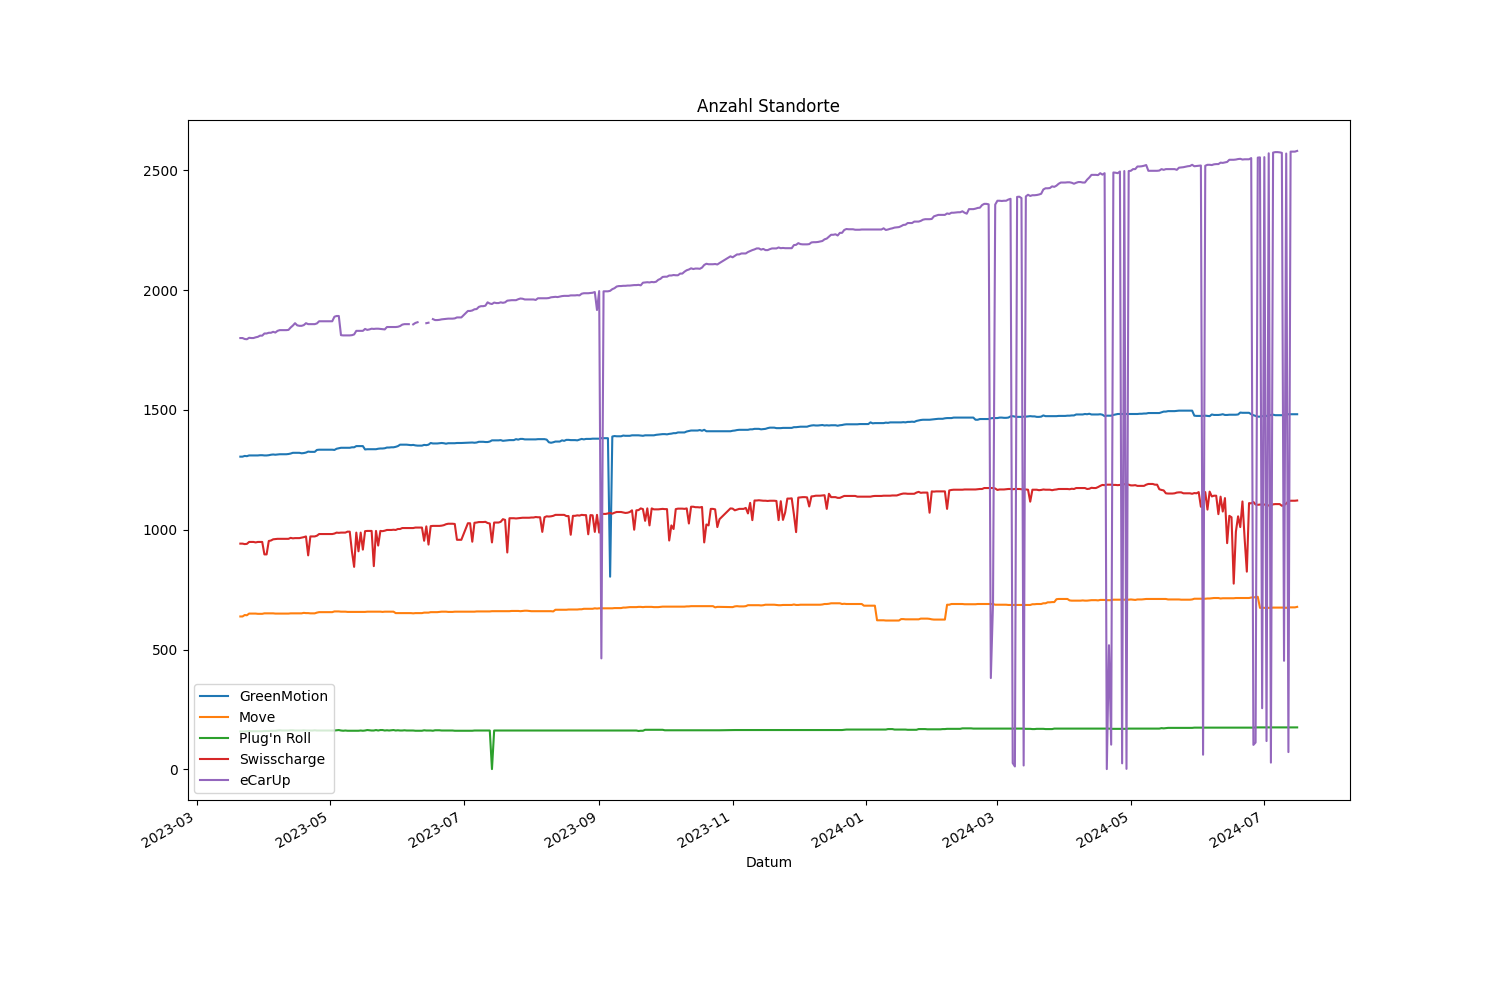 Anzahl Standorte
2500
2000
1500
1000
500
0
GreenMotion
Move
Plug'n Roll
Swisscharge
eCarUp
2023-03
2023-05
2023-07
2023-09
2023-11
2024-01
2024-03
2024-05
2024-07
Datum